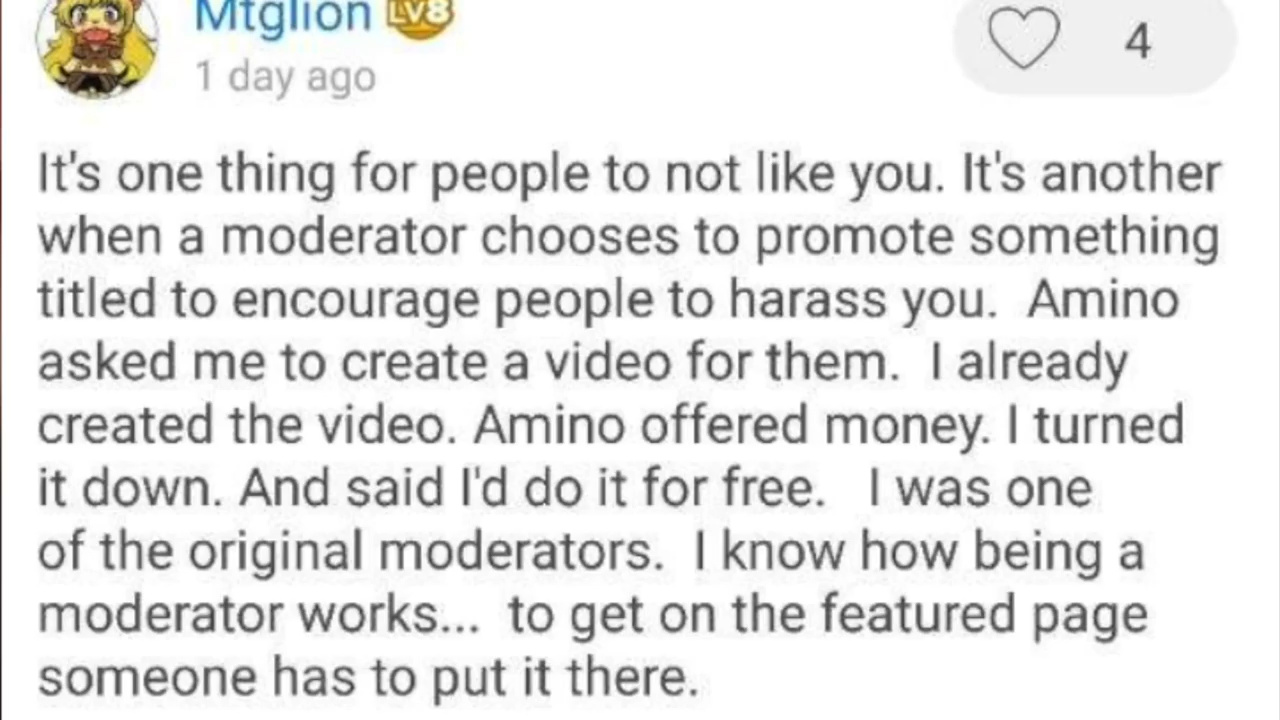 Mtglion Lv8
1 day ago
4
It's one thing for people to not like you. It's another
when a moderator chooses to promote something
titled to encourage people to harass you. Amino
asked me to create a video for them. I already
created the video. Amino offered money. I turned
it down. And said I'd do it for free. I was one
of the original moderators. I know how being a
moderator works... to get on the featured page
someone has to put it there.